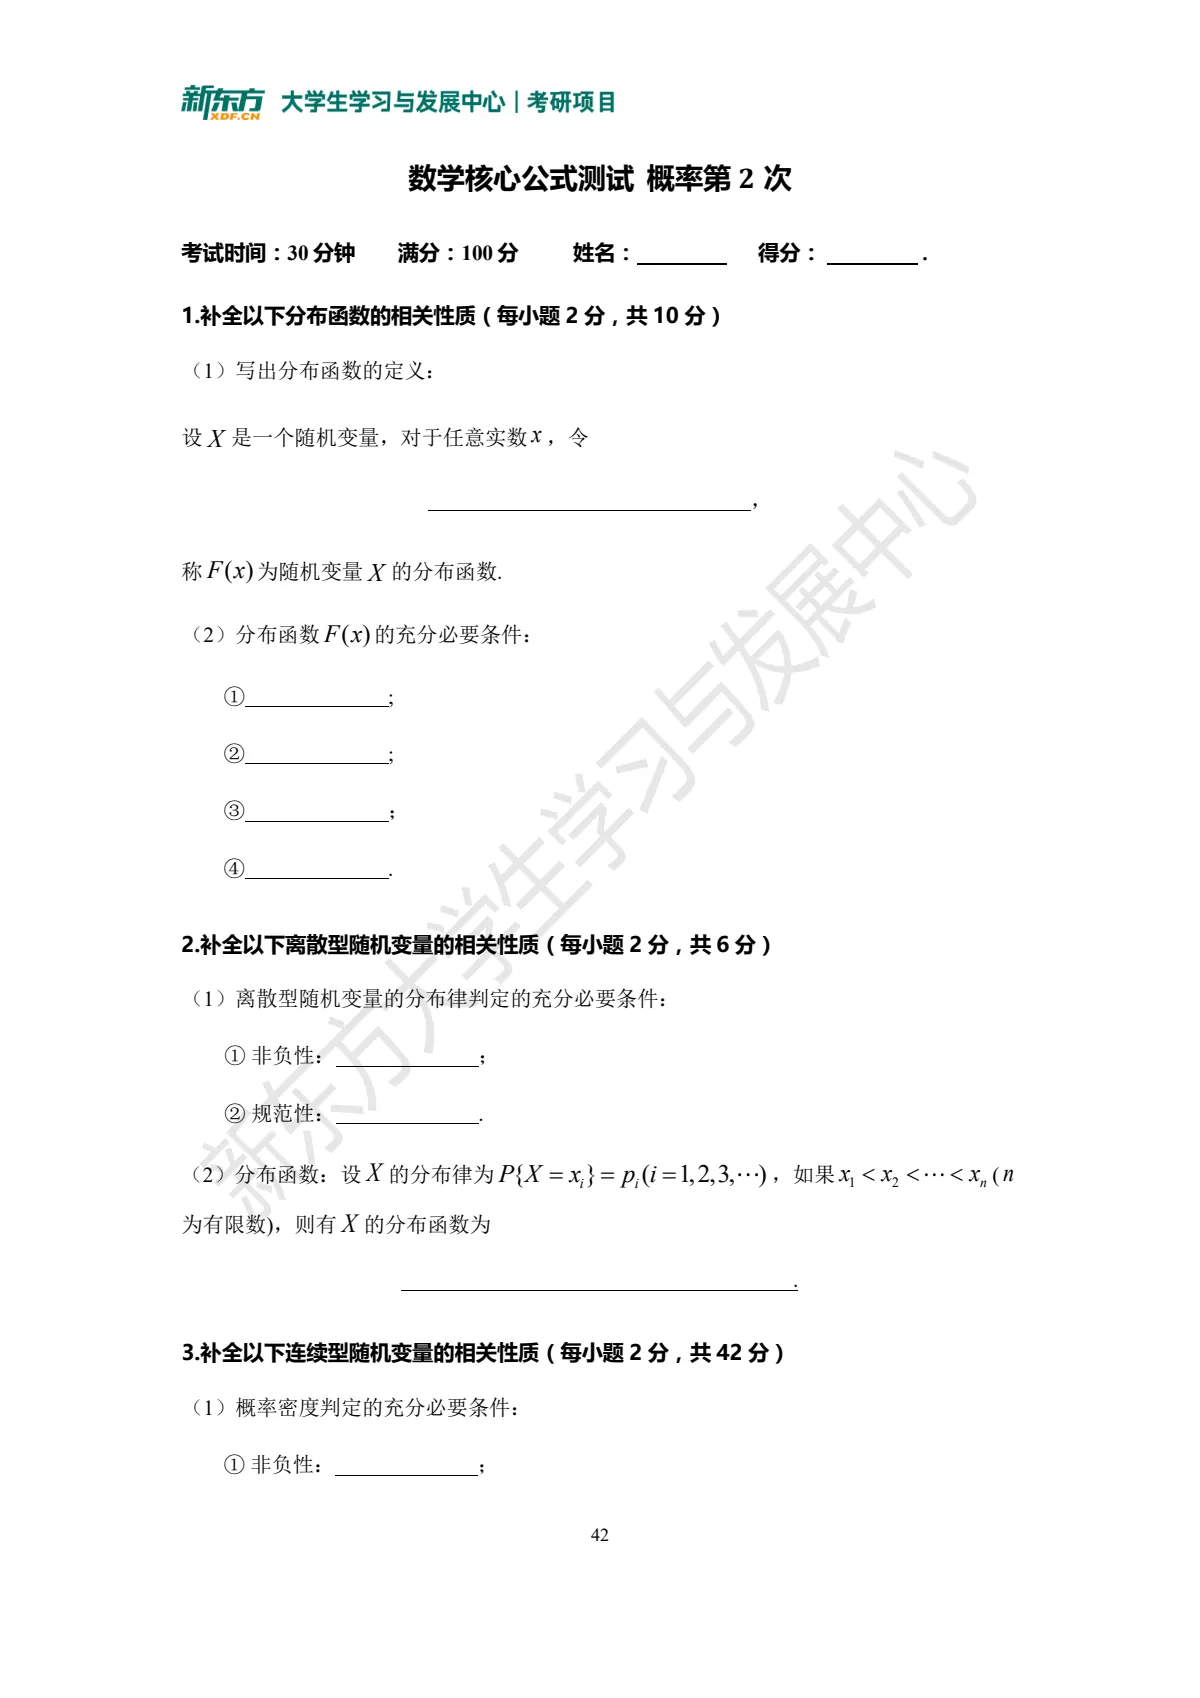 新东方 XDF.CN 大学生学习与发展中心 | 考研项目
数学核心公式测试 概率第 2 次
考试时间：30 分钟 满分：100 分 姓名：________ 得分：________.
1.补全以下分布函数的相关性质（每小题 2 分，共 10 分）
（1）写出分布函数的定义：
设 X 是一个随机变量，对于任意实数 x ，令
______________________________，
称 F(x) 为随机变量 X 的分布函数.
（2）分布函数 F(x) 的充分必要条件：
①_____________;
②_____________;
③_____________；
④_____________.
2.补全以下离散型随机变量的相关性质（每小题 2 分，共 6 分）
（1）离散型随机变量的分布律判定的充分必要条件：
① 非负性：_____________；
② 规范性：_____________.
（2）分布函数：设 X 的分布律为 P{X = x_i} = p_i (i = 1,2,3,⋯)，如果 x_1 < x_2 < ⋯ < x_n ( n
为有限数)，则有 X 的分布函数为
_____________________________________.
3.补全以下连续型随机变量的相关性质（每小题 2 分，共 42 分）
（1）概率密度判定的充分必要条件：
① 非负性：_____________；
42
新东方大学生学习与发展中心